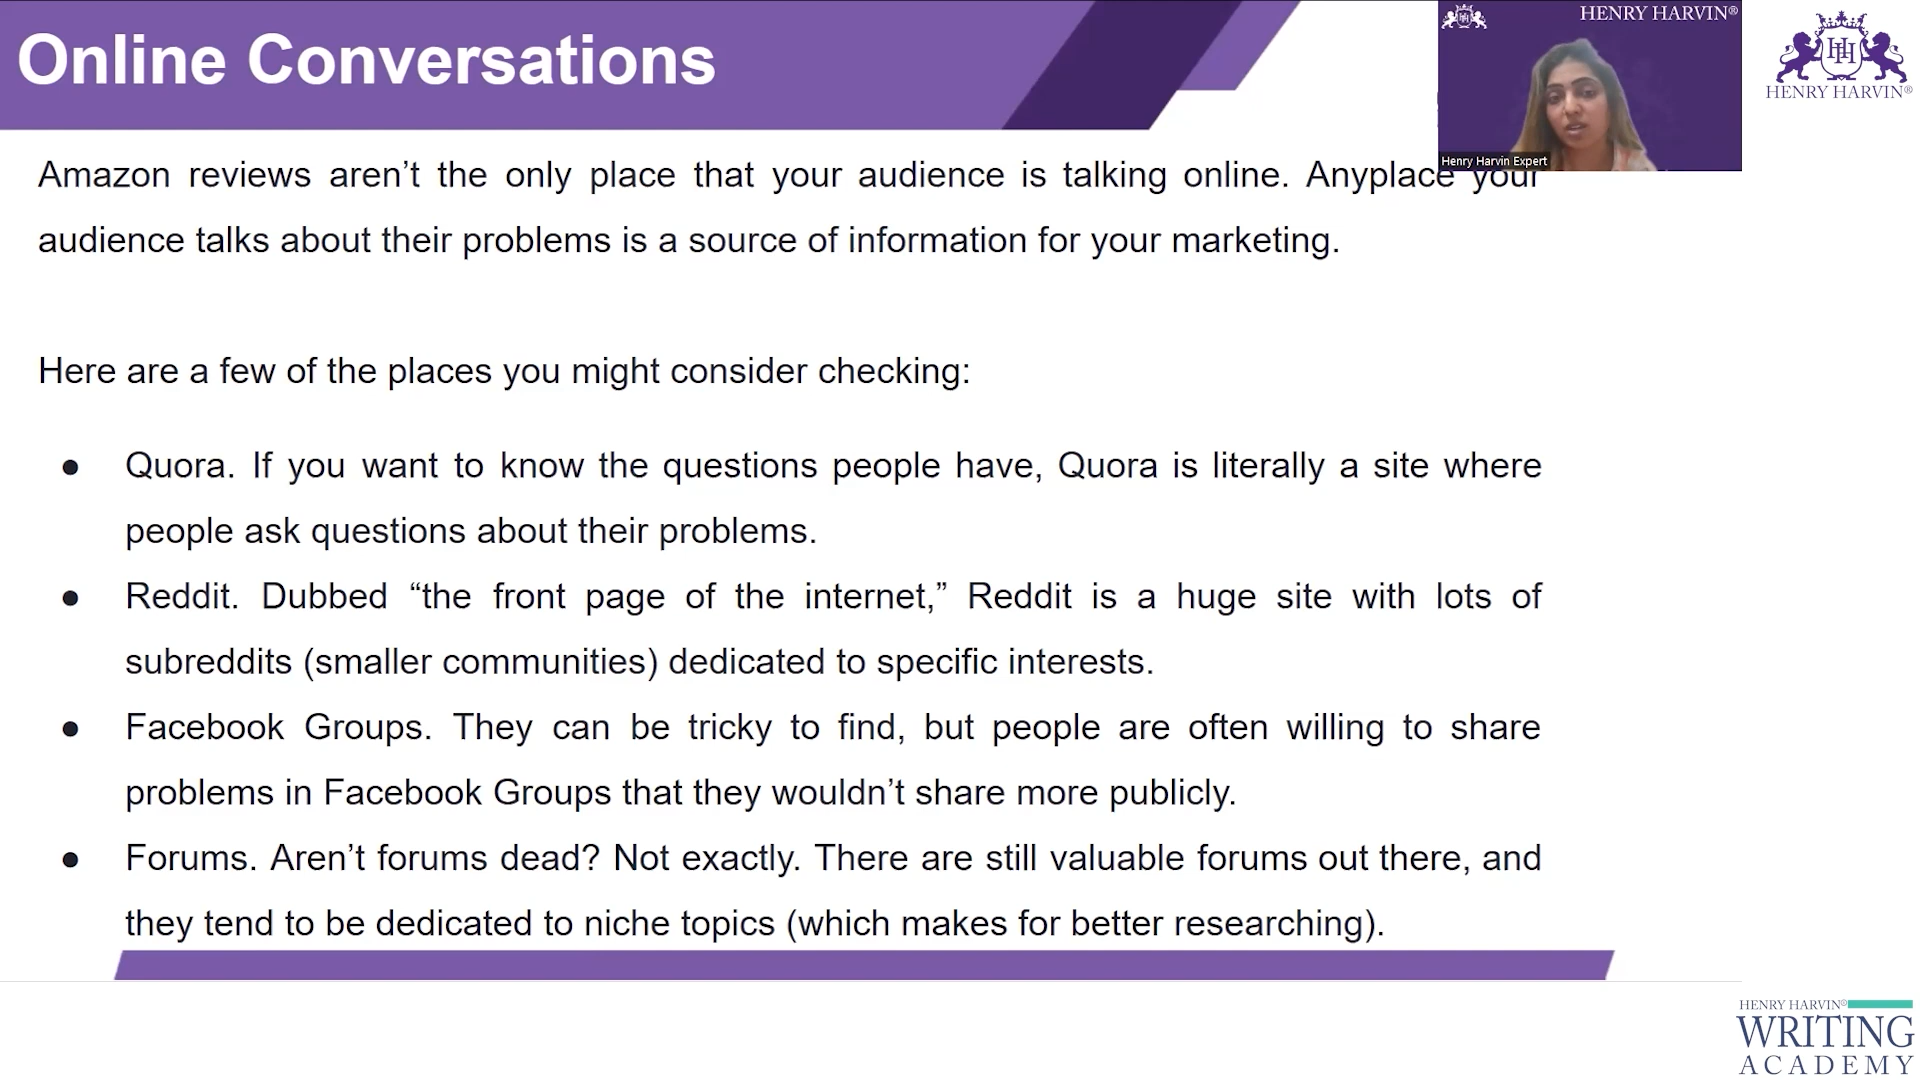 Online Conversations
HENRY HARVIN®
HENRY HARVIN®
Henry Harvin Expert
Amazon reviews aren’t the only place that your audience is talking online. Anyplace your
audience talks about their problems is a source of information for your marketing.
Here are a few of the places you might consider checking:
● Quora. If you want to know the questions people have, Quora is literally a site where
people ask questions about their problems.
● Reddit. Dubbed “the front page of the internet,” Reddit is a huge site with lots of
subreddits (smaller communities) dedicated to specific interests.
● Facebook Groups. They can be tricky to find, but people are often willing to share
problems in Facebook Groups that they wouldn’t share more publicly.
● Forums. Aren’t forums dead? Not exactly. There are still valuable forums out there, and
they tend to be dedicated to niche topics (which makes for better researching).
HENRY HARVIN®
WRITING
ACADEMY